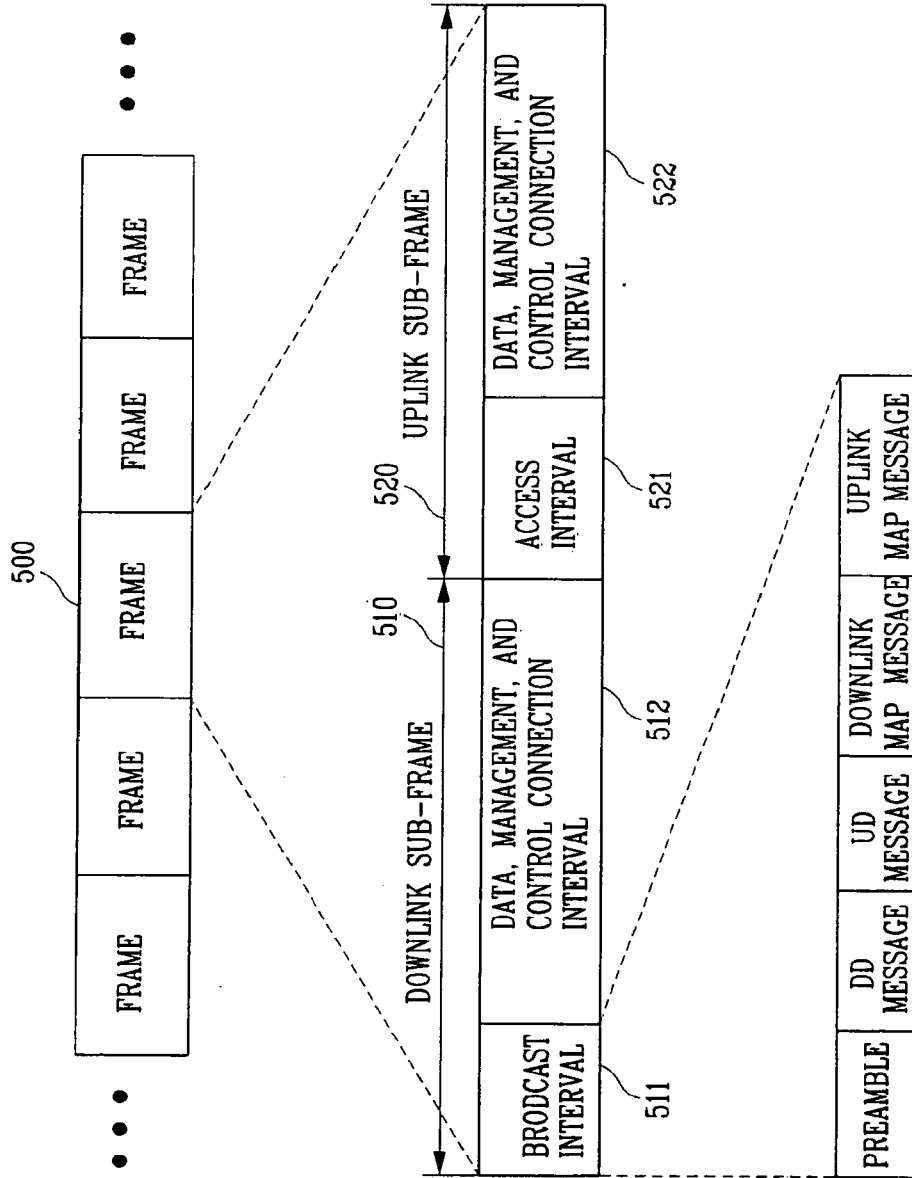 500
FRAME
FRAME
FRAME
FRAME
FRAME
DOWNLINK SUB-FRAME
510
520
UPLINK SUB-FRAME
BRODCAST
INTERVAL
DATA, MANAGEMENT, AND
CONTROL CONNECTION
INTERVAL
ACCESS
INTERVAL
DATA, MANAGEMENT, AND
CONTROL CONNECTION
INTERVAL
511
512
521
522
PREAMBLE
DD
MESSAGE
UD
MESSAGE
DOWNLINK
MAP MESSAGE
UPLINK
MAP MESSAGE